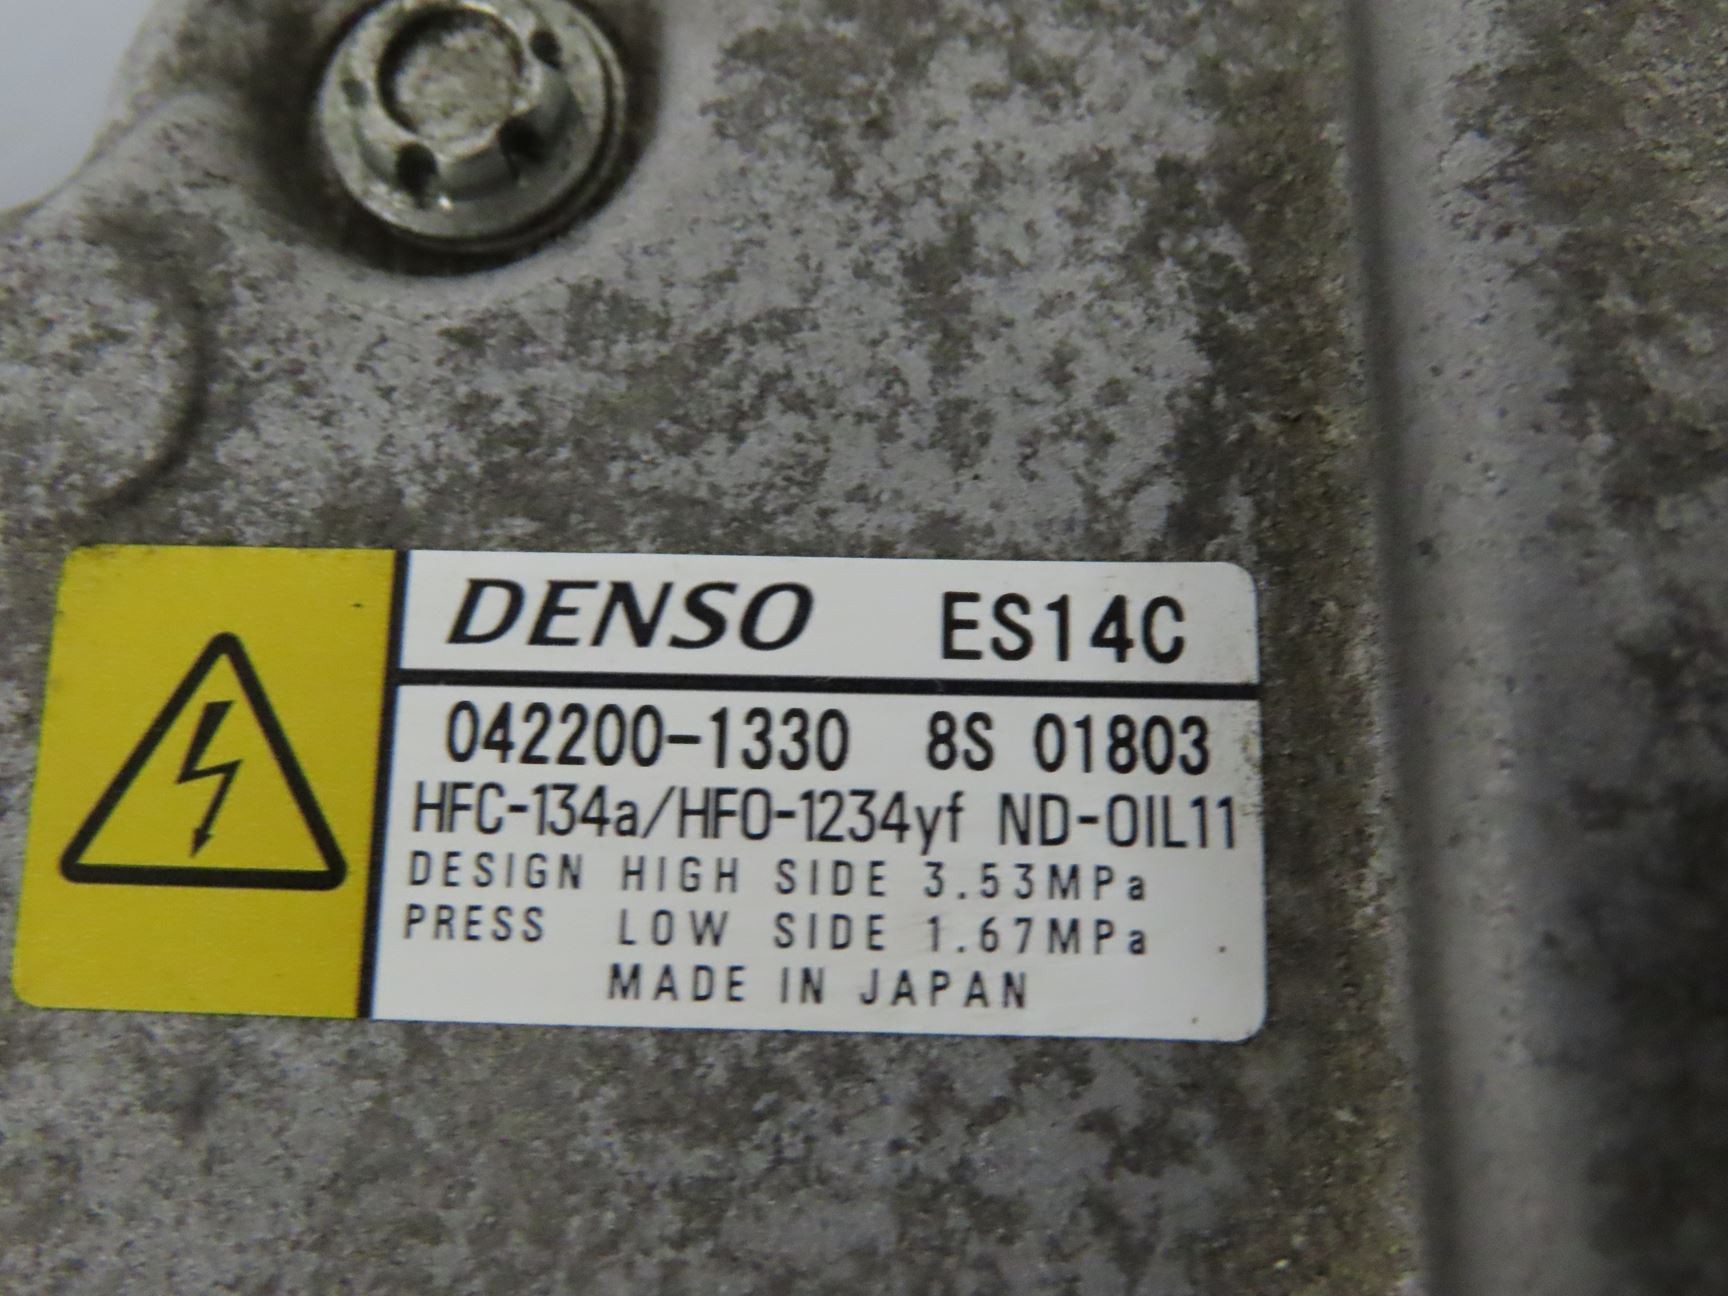 DENSO ES14C
042200-1330 8S 01803
HFC-134a/HFO-1234yf ND-OIL11
DESIGN HIGH SIDE 3.53MPa
PRESS LOW SIDE 1.67MPa
MADE IN JAPAN